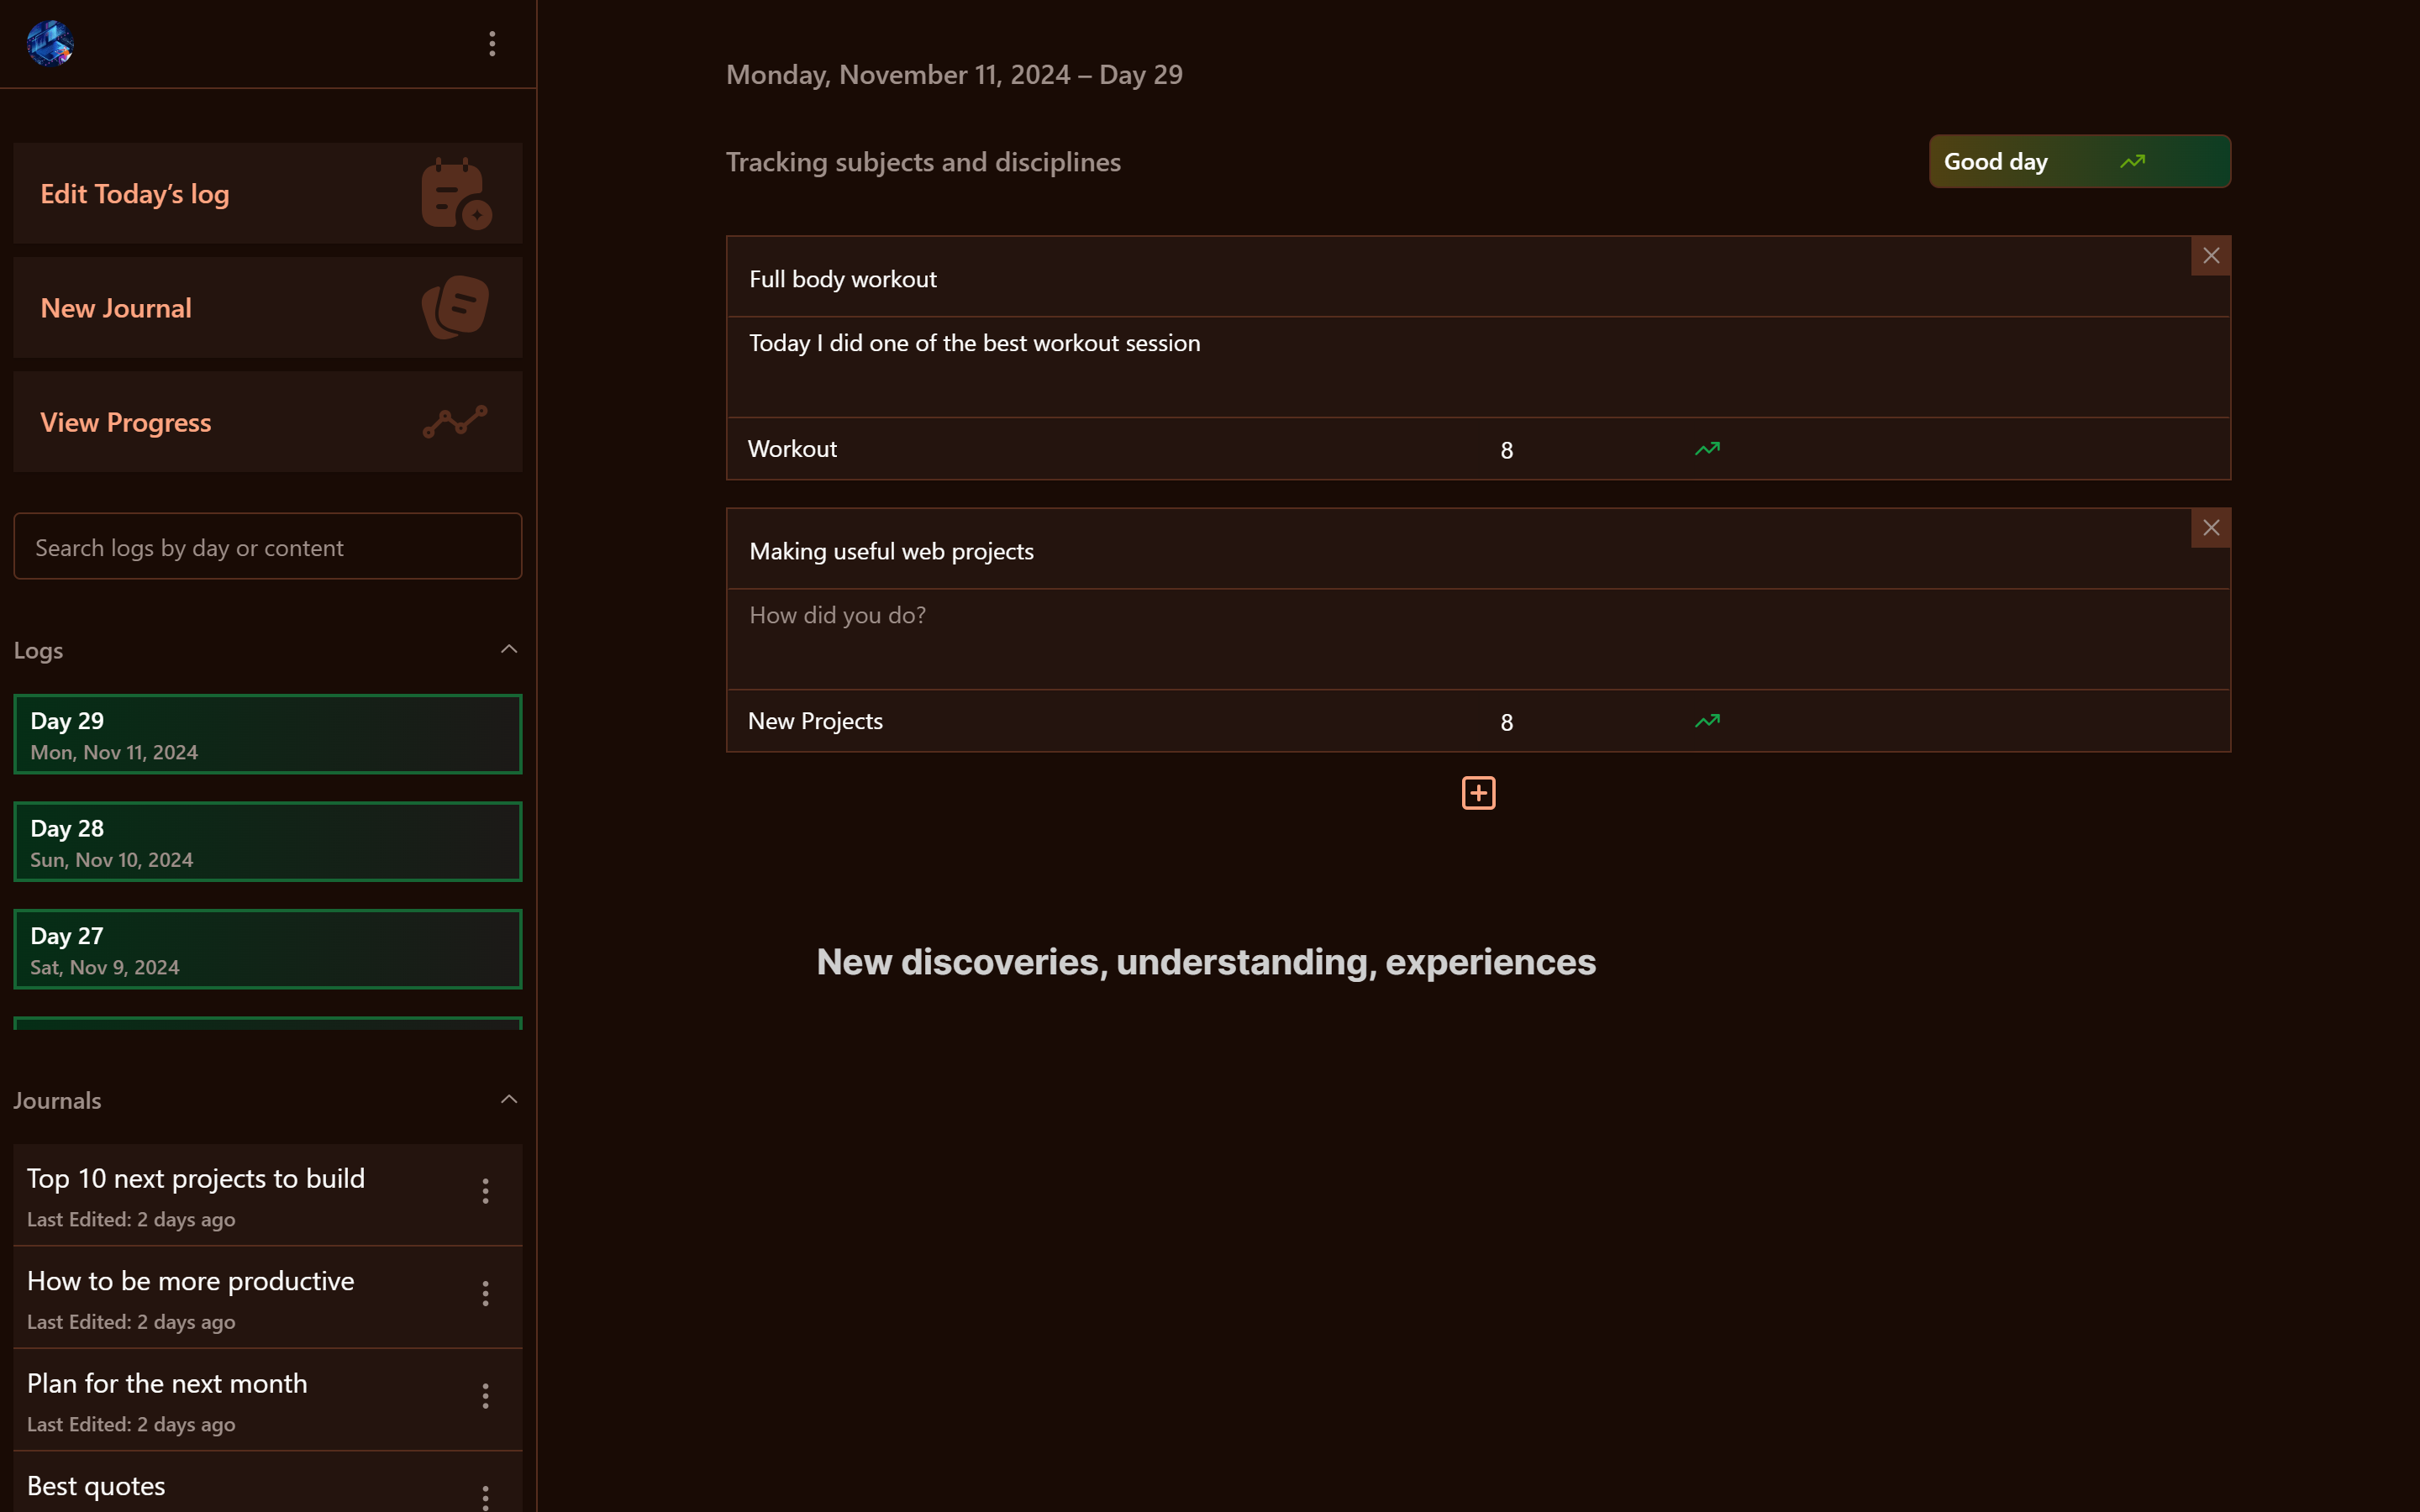 Edit Today’s log
New Journal
View Progress
Search logs by day or content
Logs
Day 29
Mon, Nov 11, 2024
Day 28
Sun, Nov 10, 2024
Day 27
Sat, Nov 9, 2024
Journals
Top 10 next projects to build
Last Edited: 2 days ago
How to be more productive
Last Edited: 2 days ago
Plan for the next month
Last Edited: 2 days ago
Best quotes
Monday, November 11, 2024 – Day 29
Tracking subjects and disciplines
Good day
Full body workout
Today I did one of the best workout session
Workout 8
Making useful web projects
How did you do?
New Projects 8
New discoveries, understanding, experiences